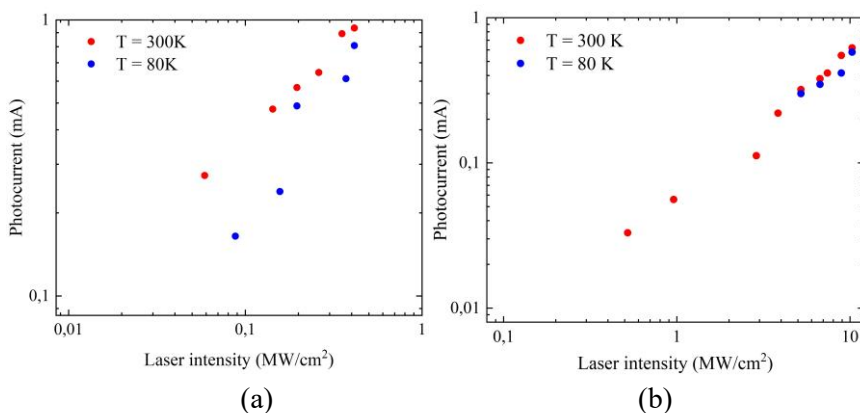 T = 300K
T = 80K
1
0,1
Photocurrent (mA)
0,01
0,1
1
Laser intensity (MW/cm²)
(a)
T = 300 K
T = 80 K
1
0,1
0,01
Photocurrent (mA)
0,1
1
10
Laser intensity (MW/cm²)
(b)